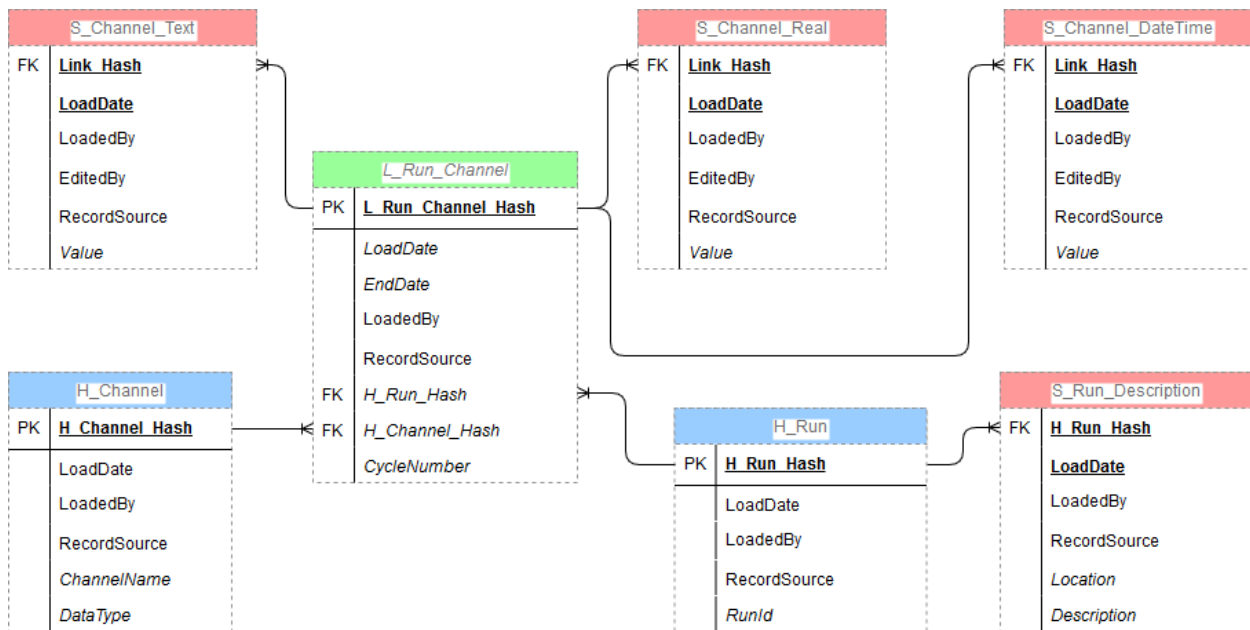 S_Channel_Text
FK Link_Hash
LoadDate
LoadedBy
EditedBy
RecordSource
Value
S_Channel_Real
FK Link_Hash
LoadDate
LoadedBy
EditedBy
RecordSource
Value
S_Channel_DateTime
FK Link_Hash
LoadDate
LoadedBy
EditedBy
RecordSource
Value
L_Run_Channel
PK L_Run_Channel_Hash
LoadDate
EndDate
LoadedBy
RecordSource
FK H_Run_Hash
FK H_Channel_Hash
CycleNumber
H_Channel
PK H_Channel_Hash
LoadDate
LoadedBy
RecordSource
ChannelName
DataType
H_Run
PK H_Run_Hash
LoadDate
LoadedBy
RecordSource
RunId
S_Run_Description
FK H_Run_Hash
LoadDate
LoadedBy
RecordSource
Location
Description